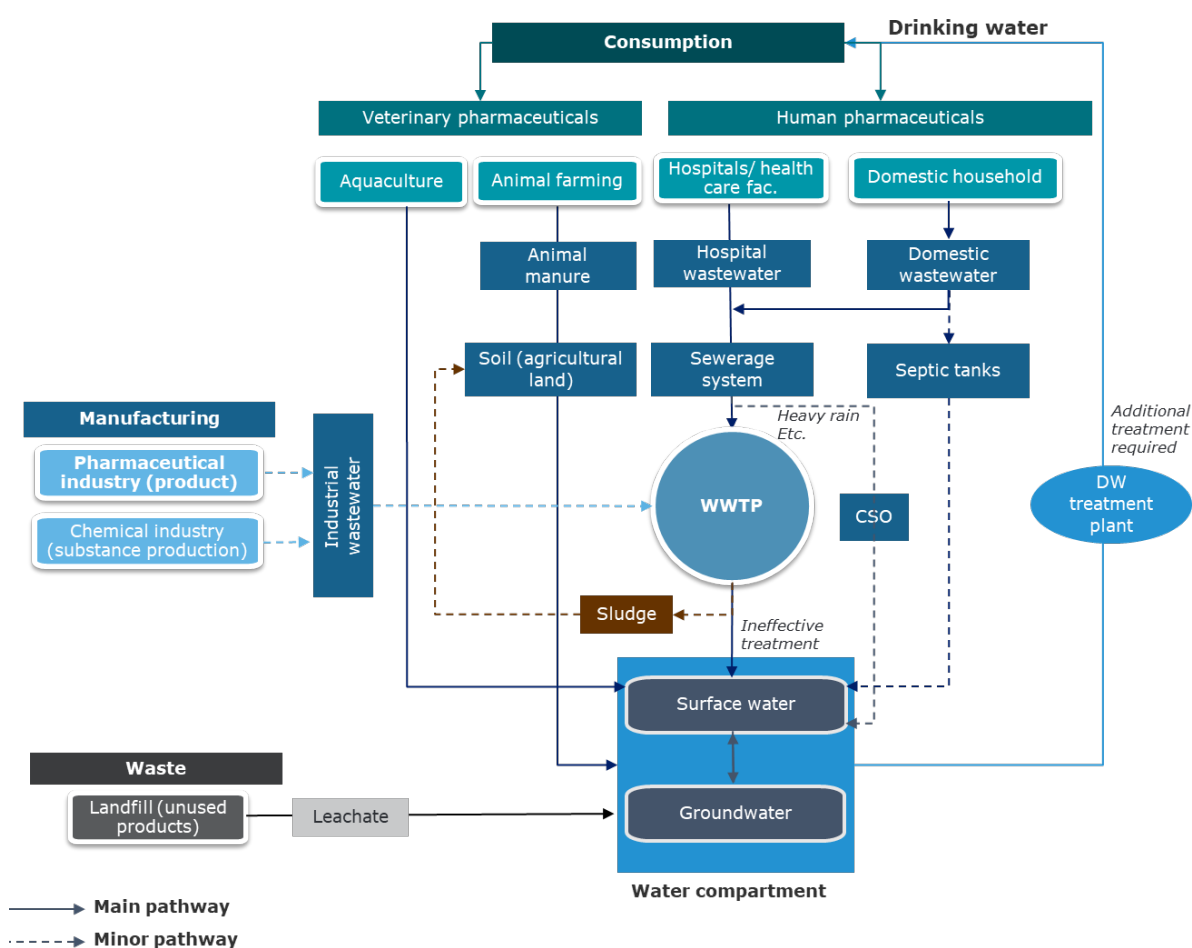 Drinking water
Consumption
Veterinary pharmaceuticals
Human pharmaceuticals
Aquaculture
Animal farming
Hospitals/ health
care fac.
Domestic household
Animal
manure
Hospital
wastewater
Domestic
wastewater
Soil (agricultural
land)
Sewerage
system
Septic tanks
Heavy rain
Etc.
Additional
treatment
required
Manufacturing
Pharmaceutical
industry (product)
Chemical industry
(substance production)
Industrial
wastewater
WWTP
CSO
DW
treatment
plant
Sludge
Ineffective
treatment
Surface water
Groundwater
Water compartment
Waste
Landfill (unused
products)
Leachate
Main pathway
Minor pathway